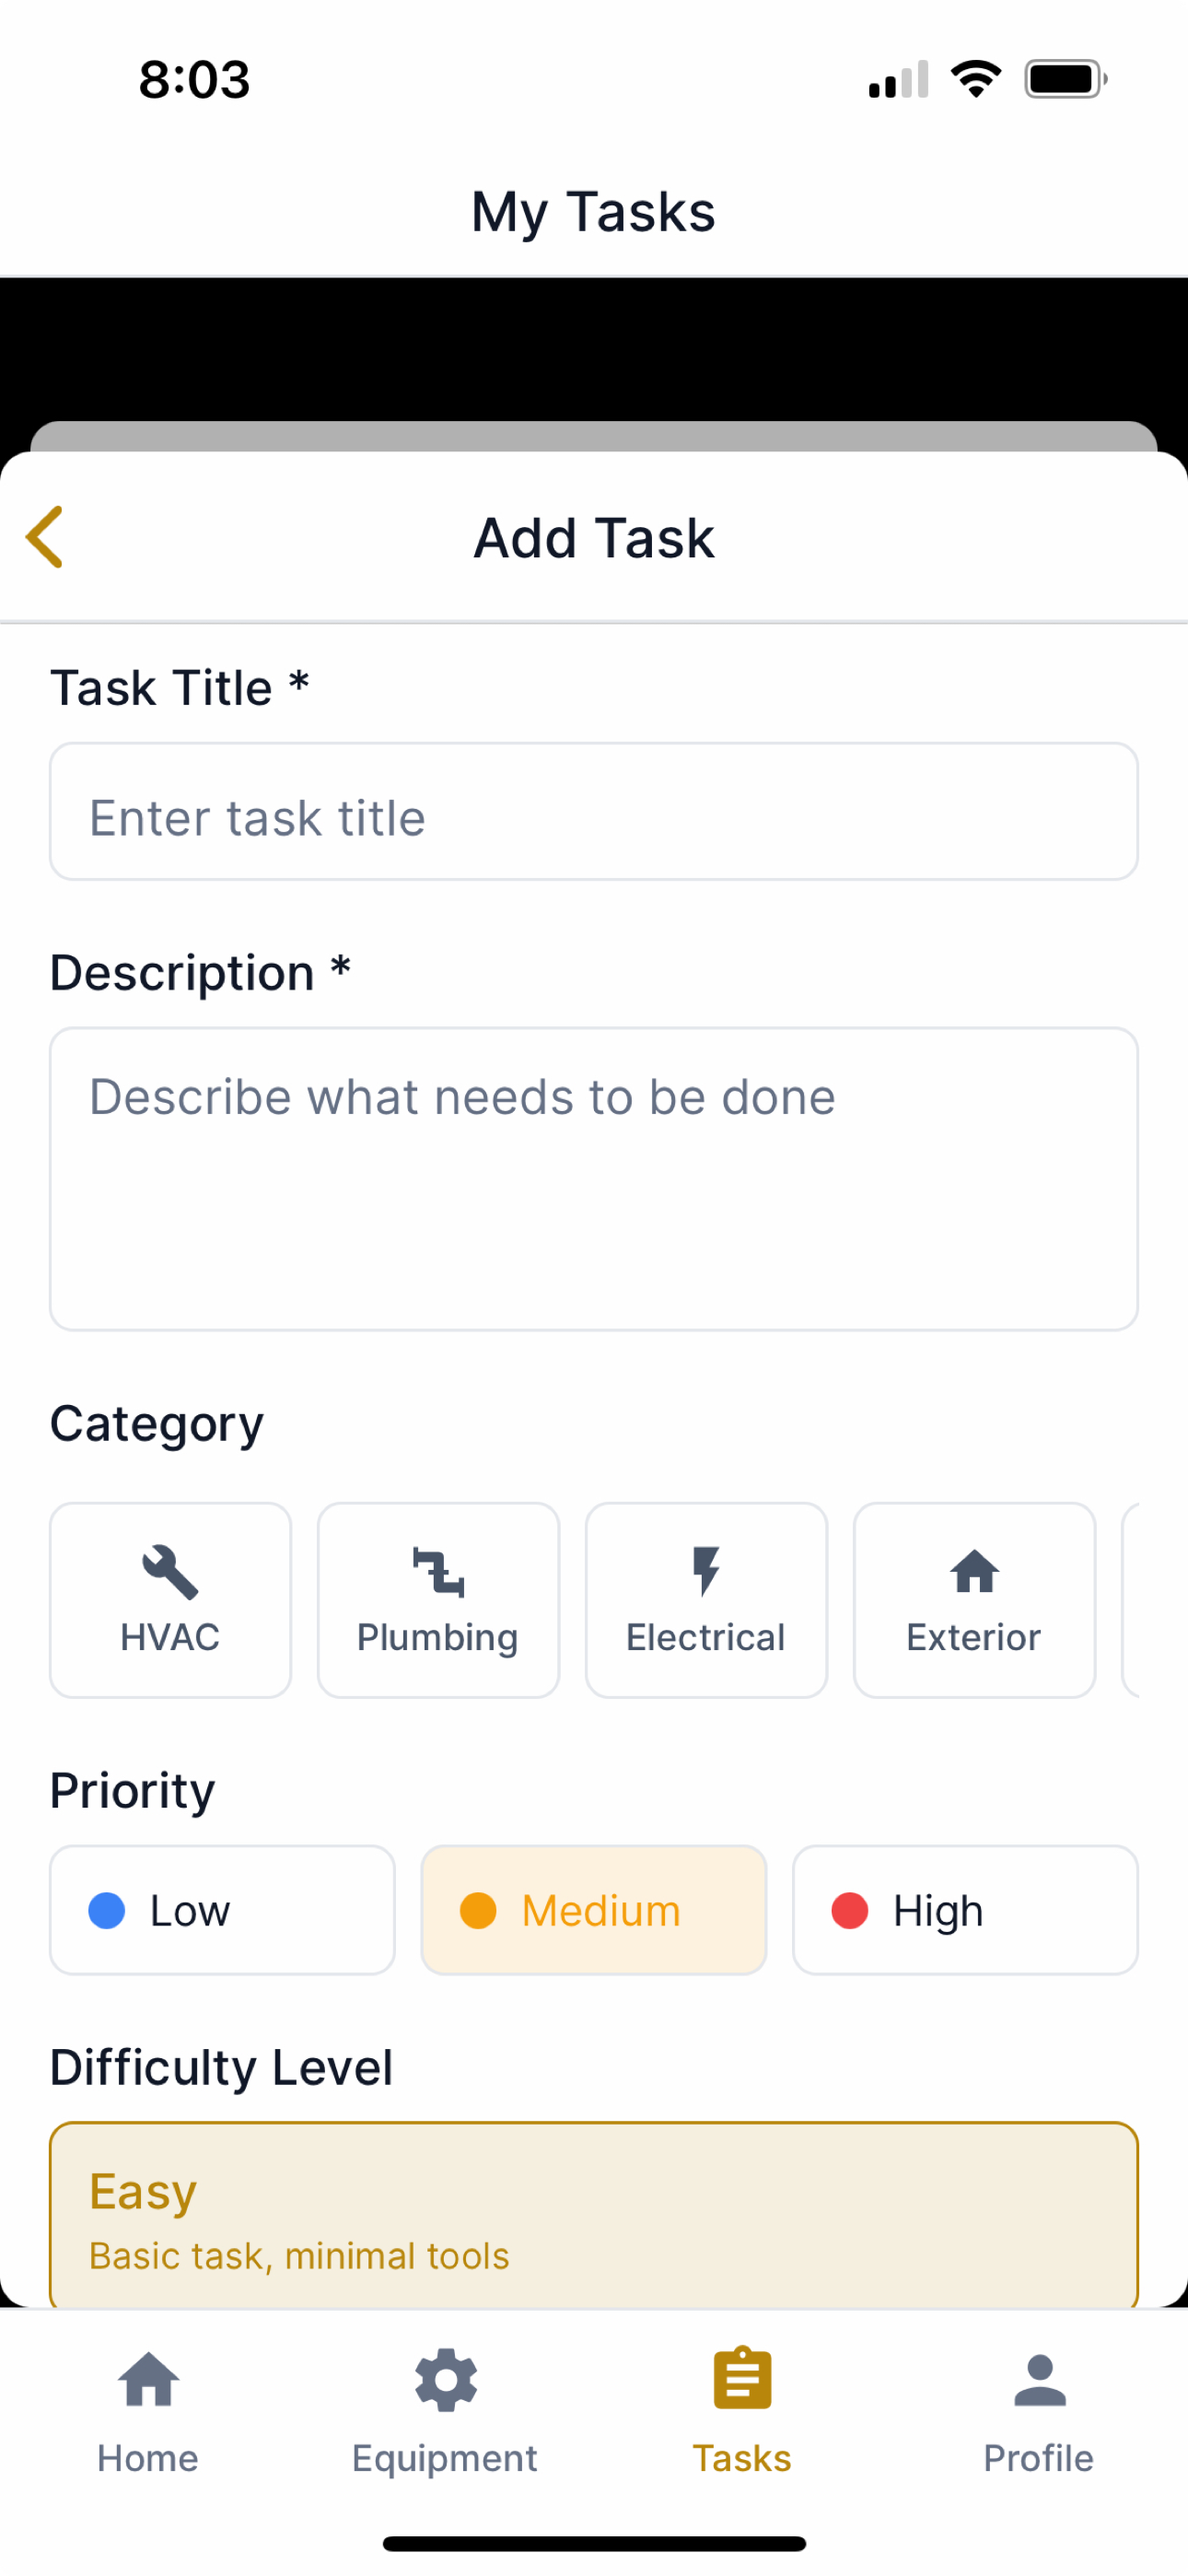 8:03
My Tasks
Add Task
Task Title *
Enter task title
Description *
Describe what needs to be done
Category
HVAC Plumbing Electrical Exterior
Priority
Low Medium High
Difficulty Level
Easy
Basic task, minimal tools
Home Equipment Tasks Profile